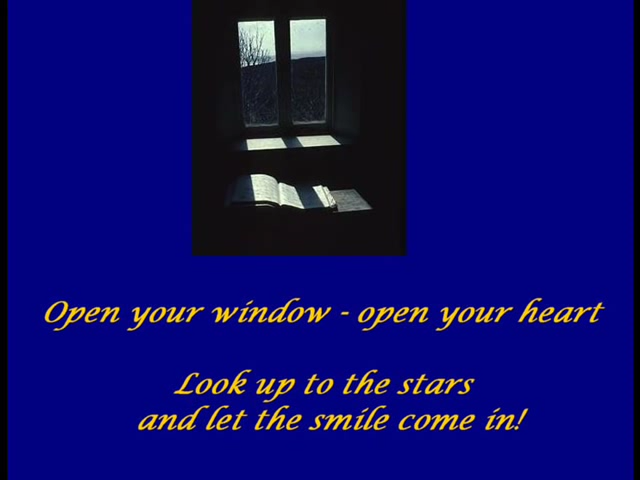 Open your window - open your heart
Look up to the stars
and let the smile come in!